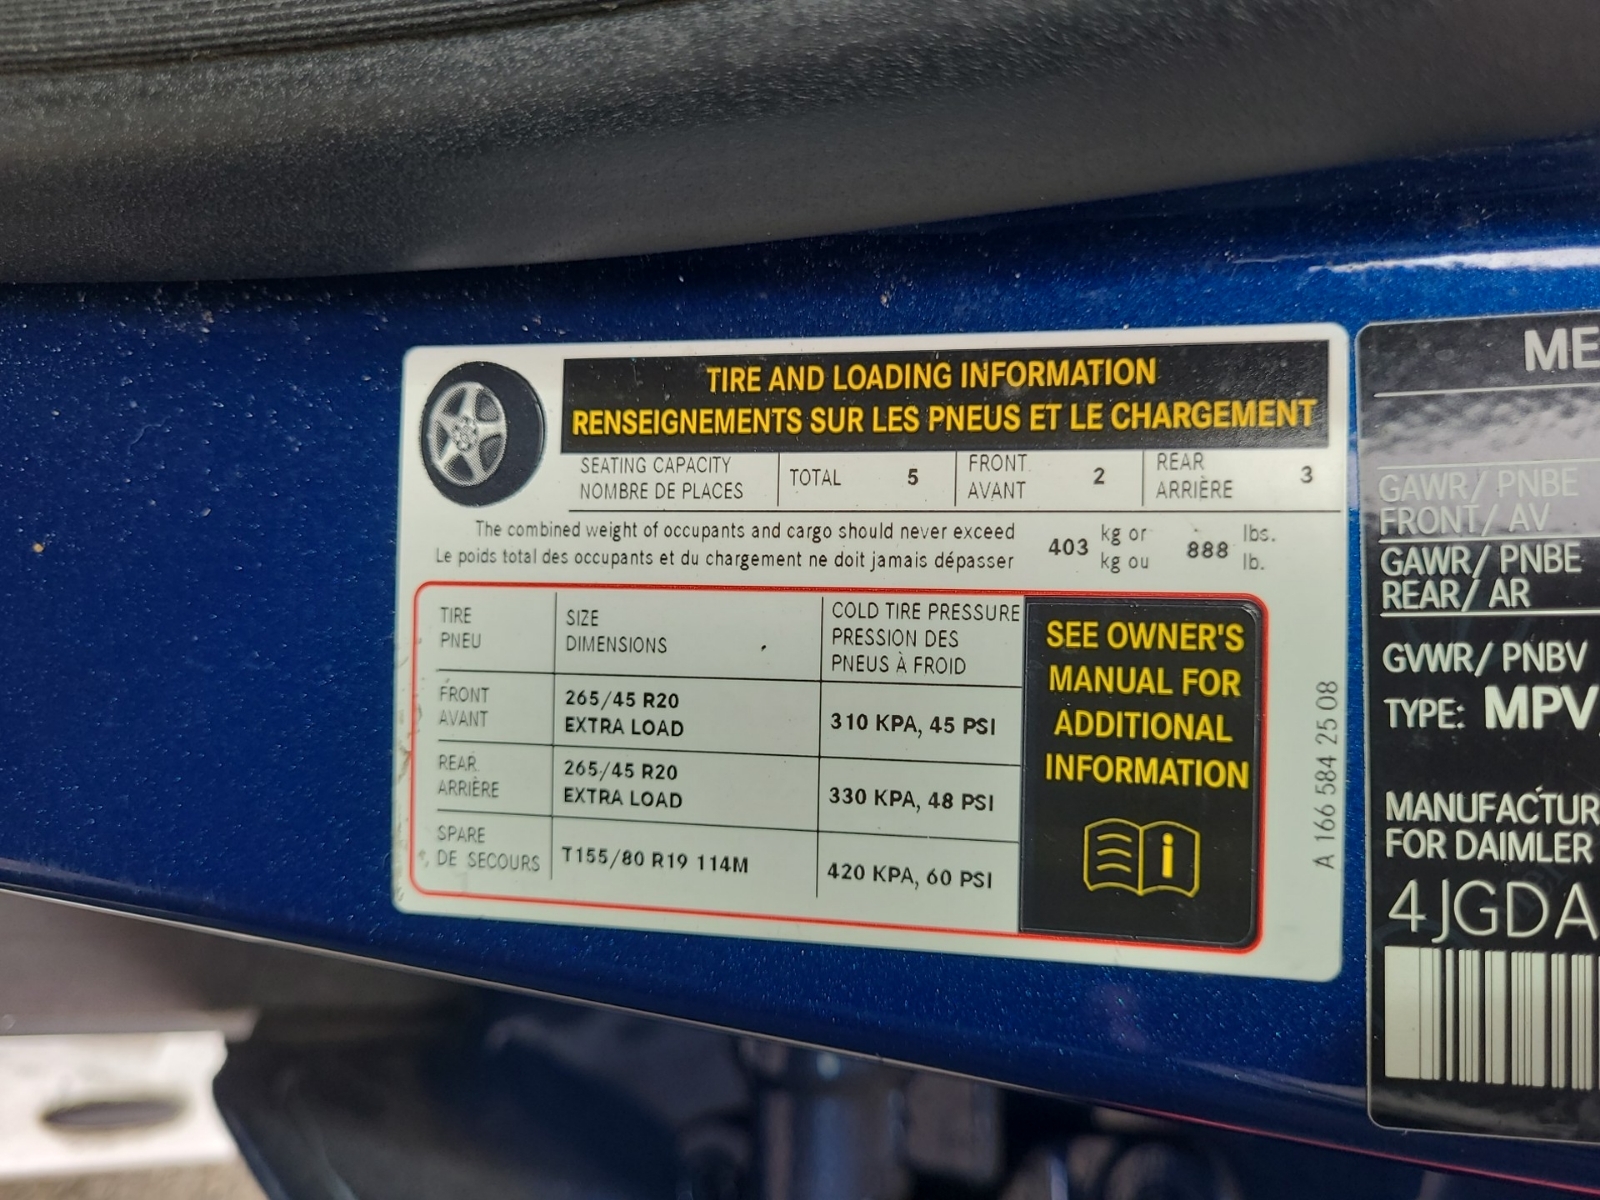 TIRE AND LOADING INFORMATION
RENSEIGNEMENTS SUR LES PNEUS ET LE CHARGEMENT
SEATING CAPACITY
NOMBRE DE PLACES
TOTAL 5
FRONT
AVANT
2
REAR
ARRIÈRE
3
The combined weight of occupants and cargo should never exceed
Le poids total des occupants et du chargement ne doit jamais dépasser
403
kg or
kg ou
888
lbs.
lb.
TIRE
PNEU
SIZE
DIMENSIONS
COLD TIRE PRESSURE
PRESSION DES
PNEUS À FROID
FRONT
AVANT
265/45 R20
EXTRA LOAD
310 KPA, 45 PSI
REAR
ARRIÈRE
265/45 R20
EXTRA LOAD
330 KPA, 48 PSI
SPARE
DE SECOURS
T155/80 R19 114M
420 KPA, 60 PSI
SEE OWNER'S
MANUAL FOR
ADDITIONAL
INFORMATION
A 166 584 25 08
ME
GAWR/ PNBE
FRONT/ AV
GAWR/ PNBE
REAR/ AR
GVWR/ PNBV
TYPE: MPV
MANUFACTUR
FOR DAIMLER
4JGDA